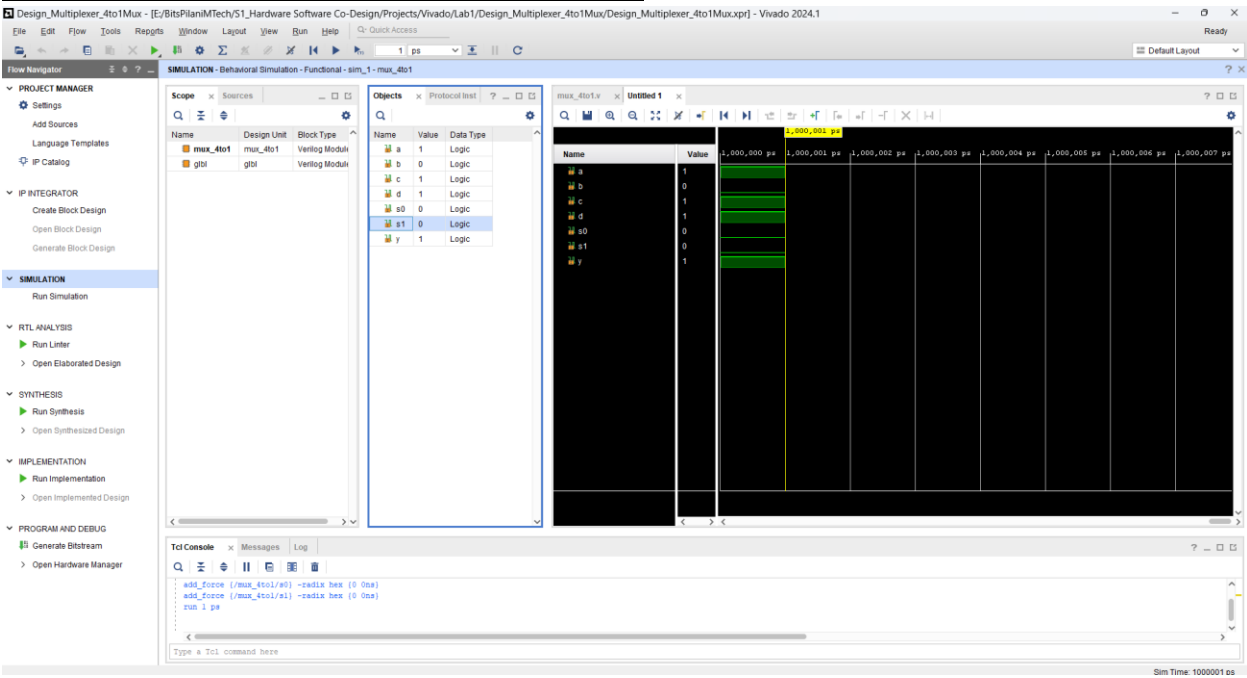 Design_Multiplexer_4to1Mux - [E:/BitsPilaniMTech/S1_Hardware Software Co-Design/Projects/Vivado/Lab1/Design_Multiplexer_4to1Mux/Design_Multiplexer_4to1Mux.xpr] - Vivado 2024.1
File Edit Flow Tools Reports Window Layout View Run Help Quick Access Ready
1 ps Default Layout
Flow Navigator
SIMULATION - Behavioral Simulation - Functional - sim_1 - mux_4to1
PROJECT MANAGER
Settings
Add Sources
Language Templates
IP Catalog
IP INTEGRATOR
Create Block Design
Open Block Design
Generate Block Design
SIMULATION
Run Simulation
RTL ANALYSIS
Run Linter
Open Elaborated Design
SYNTHESIS
Run Synthesis
Open Synthesized Design
IMPLEMENTATION
Run Implementation
Open Implemented Design
PROGRAM AND DEBUG
Generate Bitstream
Open Hardware Manager
Scope Sources
Name Design Unit Block Type
mux_4to1 mux_4to1 Verilog Module
glbl glbl Verilog Module
Objects Protocol Inst
Name Value Data Type
a 1 Logic
b 0 Logic
c 1 Logic
d 1 Logic
s0 0 Logic
s1 0 Logic
y 1 Logic
mux_4to1.v Untitled 1
1,000,001 ps
Name Value 1,000,000 ps 1,000,001 ps 1,000,002 ps 1,000,003 ps 1,000,004 ps 1,000,005 ps 1,000,006 ps 1,000,007 ps
a 1
b 0
c 1
d 1
s0 0
s1 0
y 1
Tcl Console Messages Log
add_force {/mux_4to1/s0} -radix hex {0 0ns}
add_force {/mux_4to1/s1} -radix hex {0 0ns}
run 1 ps
Type a Tcl command here
Sim Time: 1000001 ps